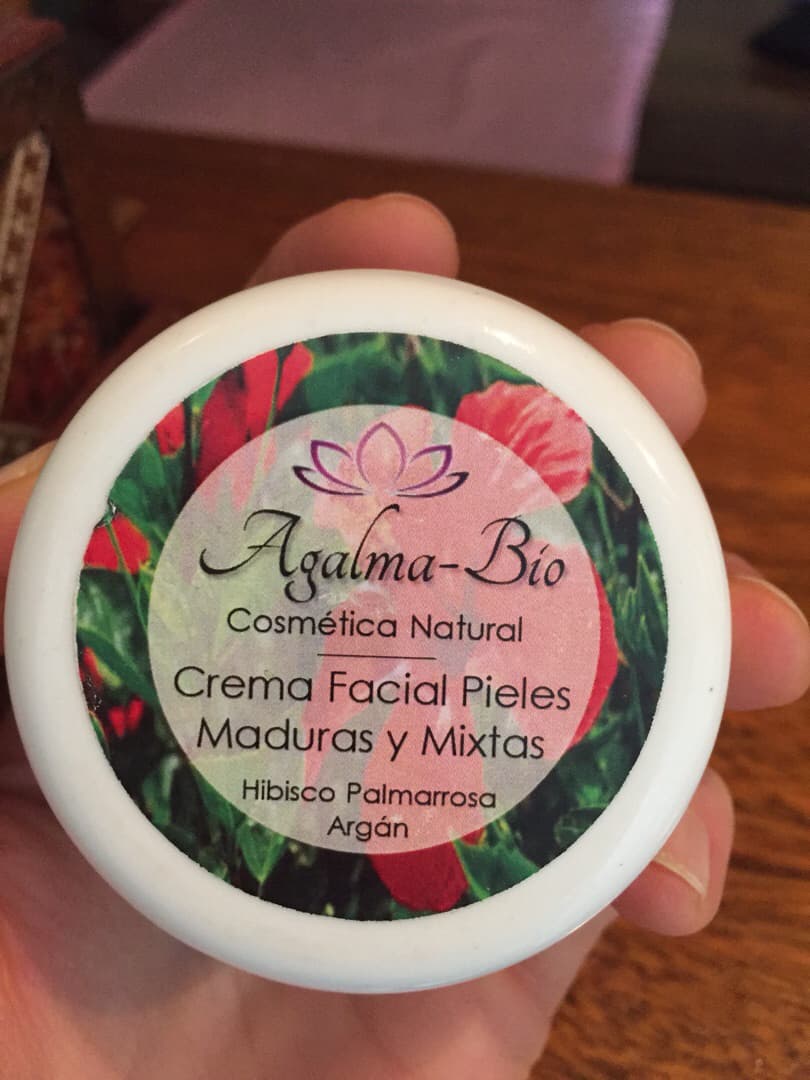 Agalma-Bio
Cosmética Natural
Crema Facial Pieles
Maduras y Mixtas
Hibisco Palmarrosa
Argán